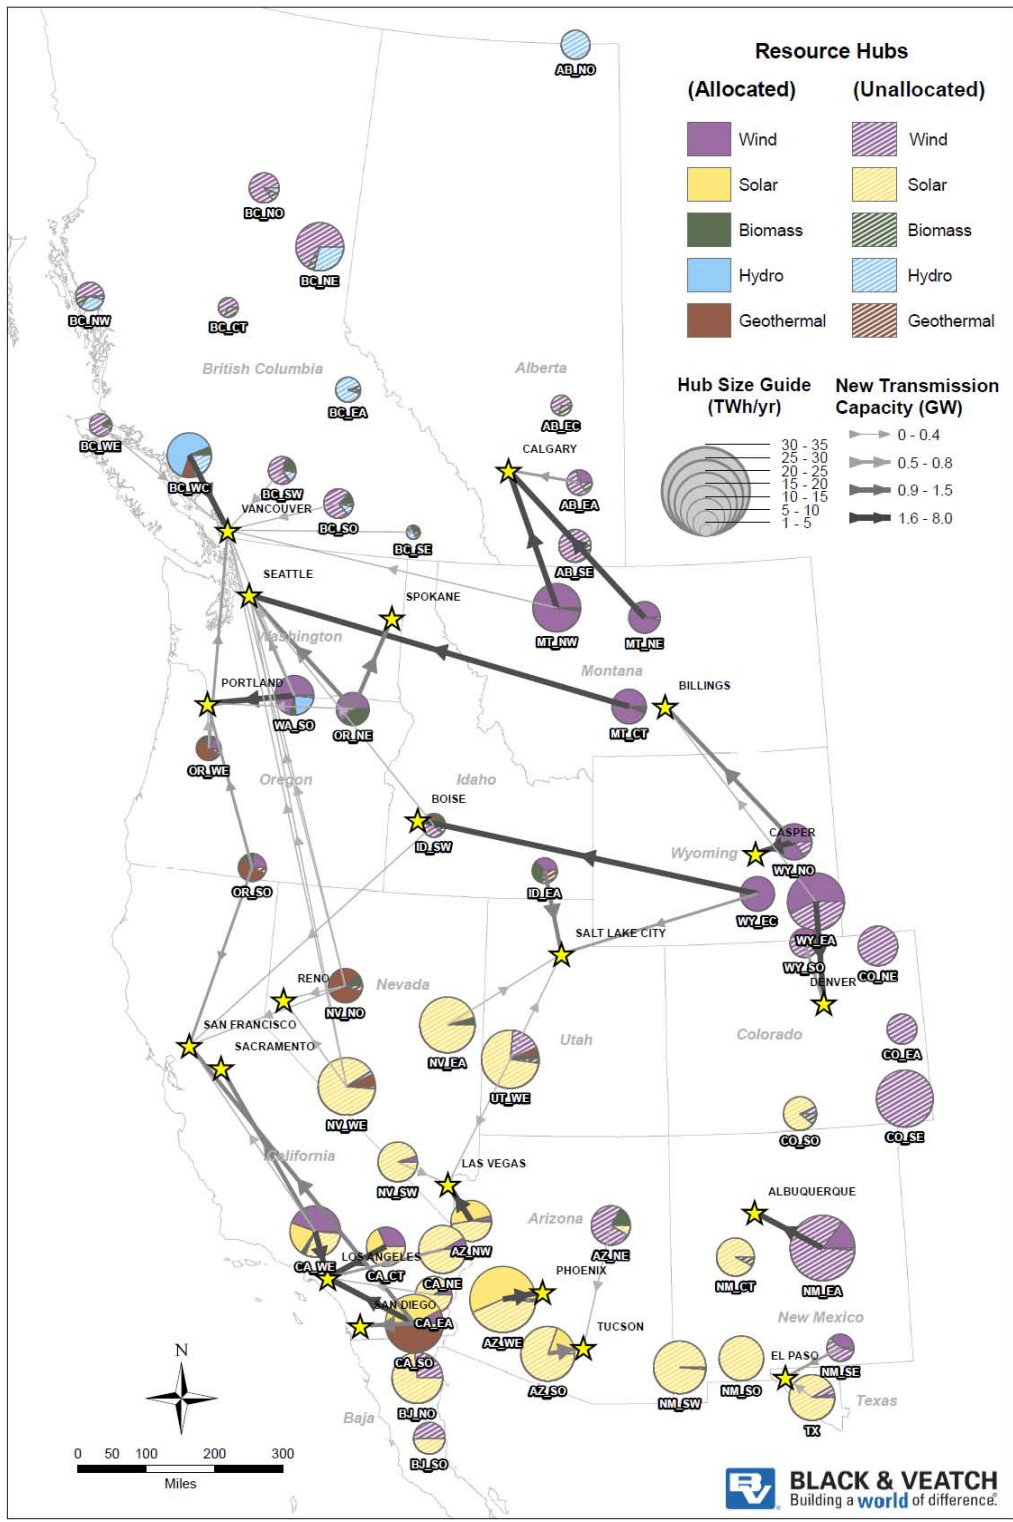 Resource Hubs
(Allocated) (Unallocated)
Wind Wind
Solar Solar
Biomass Biomass
Hydro Hydro
Geothermal Geothermal
Hub Size Guide
(TWh/yr)
30 - 35
25 - 30
20 - 25
15 - 20
10 - 15
5 - 10
1 - 5
New Transmission
Capacity (GW)
0 - 0.4
0.5 - 0.8
0.9 - 1.5
1.6 - 8.0
AB_NO
BC_NO
BC_NE
BC_NW
BC_CT
British Columbia
Alberta
BC_EA
AB_EC
BC_WE
CALGARY
BC_WC
BC_SW
AB_EA
VANCOUVER
BC_SO
BC_SE
AB_SE
SEATTLE
SPOKANE
Washington
MT_NW
MT_NE
Montana
PORTLAND
BILLINGS
WA_SO
OR_NE
MT_CT
OR_WE
Oregon
Idaho
BOISE
ID_SW
CASPER
Wyoming
WY_NO
OR_SO
ID_EA
WY_EC
SALT LAKE CITY
WY_EA
WY_SO
CO_NE
RENO
Nevada
DENVER
NV_NO
SAN FRANCISCO
SACRAMENTO
Utah
Colorado
CO_EA
NV_EA
UT_WE
NV_WE
CO_SO
CO_SE
California
LAS VEGAS
NV_SW
ALBUQUERQUE
Arizona
AZ_NW
AZ_NE
LOS ANGELES
CA_WE
CA_CT
CA_NE
PHOENIX
NM_CT
NM_EA
SAN DIEGO
CA_EA
New Mexico
TUCSON
AZ_WE
EL PASO
CA_SO
AZ_SO
NM_SW
NM_SO
NM_SE
BJ_NO
Baja
Texas
TX
BJ_SO
N
0 50 100 200 300
Miles
BV
BLACK & VEATCH
Building a world of difference.®